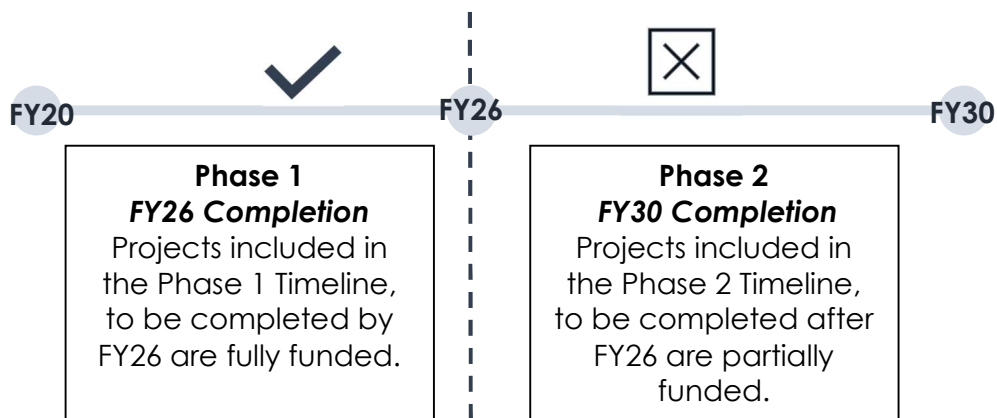 FY20
FY26
FY30
Phase 1
FY26 Completion
Projects included in
the Phase 1 Timeline,
to be completed by
FY26 are fully funded.
Phase 2
FY30 Completion
Projects included in
the Phase 2 Timeline,
to be completed after
FY26 are partially
funded.